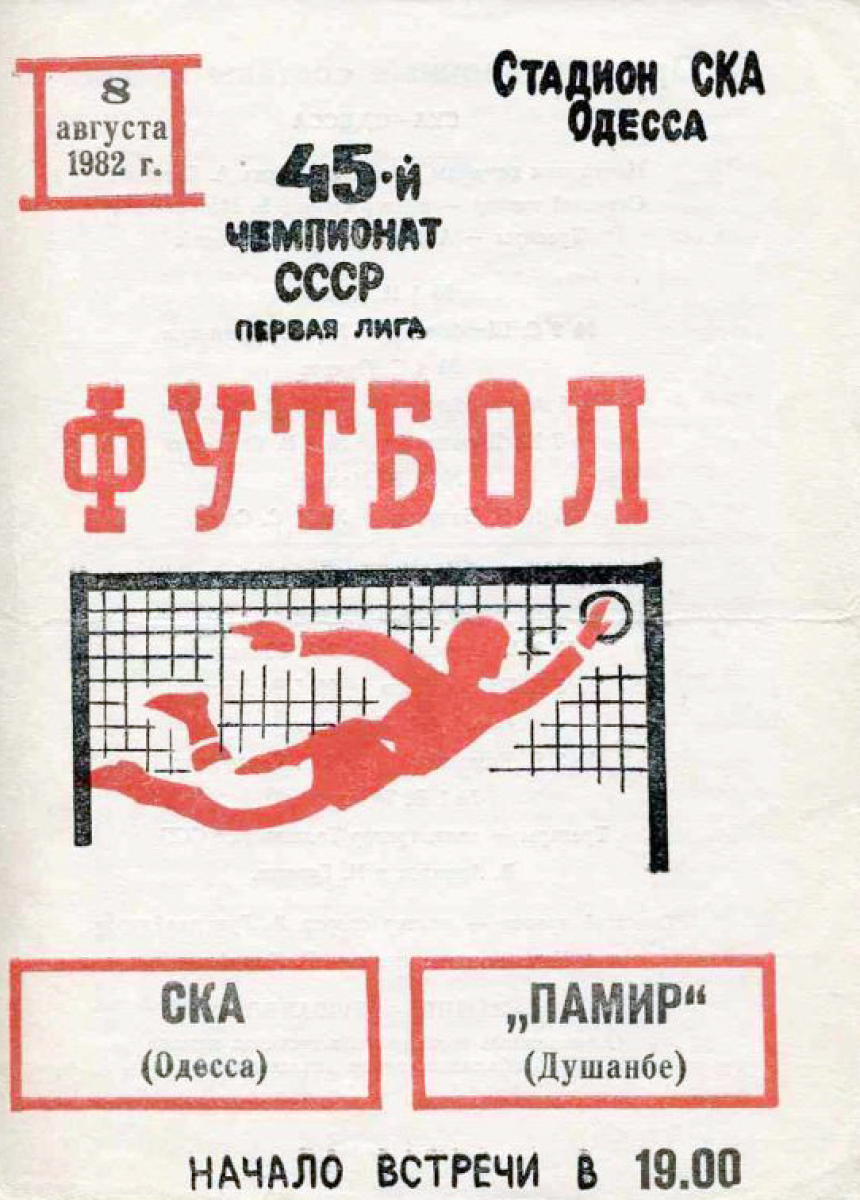 8
августа
1982 г.
Стадион СКА
Одесса
45-й
ЧЕМПИОНАТ
СССР
ПЕРВАЯ ЛИГА
ФУТБОЛ
СКА
(Одесса)
„ПАМИР“
(Душанбе)
НАЧАЛО ВСТРЕЧИ В 19.00